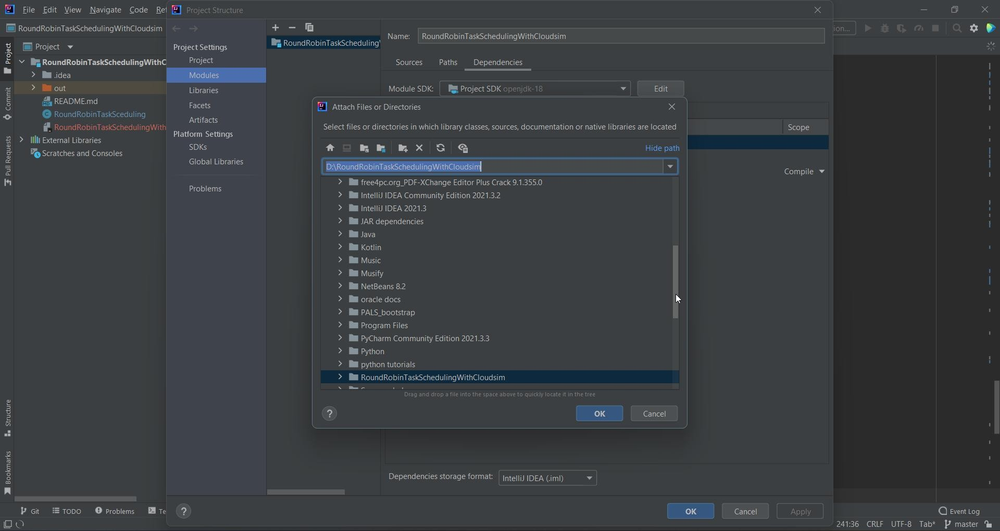 File Edit View Navigate Code Ref
Project Structure
RoundRobinTaskSchedulingWithCloudsim
ion...
Project
Project
RoundRobinTaskSchedulingWithC
.idea
out
README.md
RoundRobinTaskSceduling
RoundRobinTaskSchedulingWith
External Libraries
Scratches and Consoles
Commit
Pull Requests
Structure
Bookmarks
Project Settings
Project
Modules
Libraries
Facets
Artifacts
Platform Settings
SDKs
Global Libraries
Problems
RoundRobinTaskScheduling
Name: RoundRobinTaskSchedulingWithCloudsim
Sources Paths Dependencies
Module SDK: Project SDK openjdk-18 Edit
Scope
Compile
Attach Files or Directories
Select files or directories in which library classes, sources, documentation or native libraries are located
Hide path
D:\RoundRobinTaskSchedulingWithCloudsim
free4pc.org_PDF-XChange Editor Plus Crack 9.1.355.0
IntelliJ IDEA Community Edition 2021.3.2
IntelliJ IDEA 2021.3
JAR dependencies
Java
Kotlin
Music
Musify
NetBeans 8.2
oracle docs
PALS_bootstrap
Program Files
PyCharm Community Edition 2021.3.3
Python
python tutorials
RoundRobinTaskSchedulingWithCloudsim
Drag and drop a file into the space above to quickly locate it in the tree
? OK Cancel
Dependencies storage format: IntelliJ IDEA (.iml)
? OK Cancel Apply
Git TODO Problems Te
Event Log
241:36 CRLF UTF-8 Tab* master